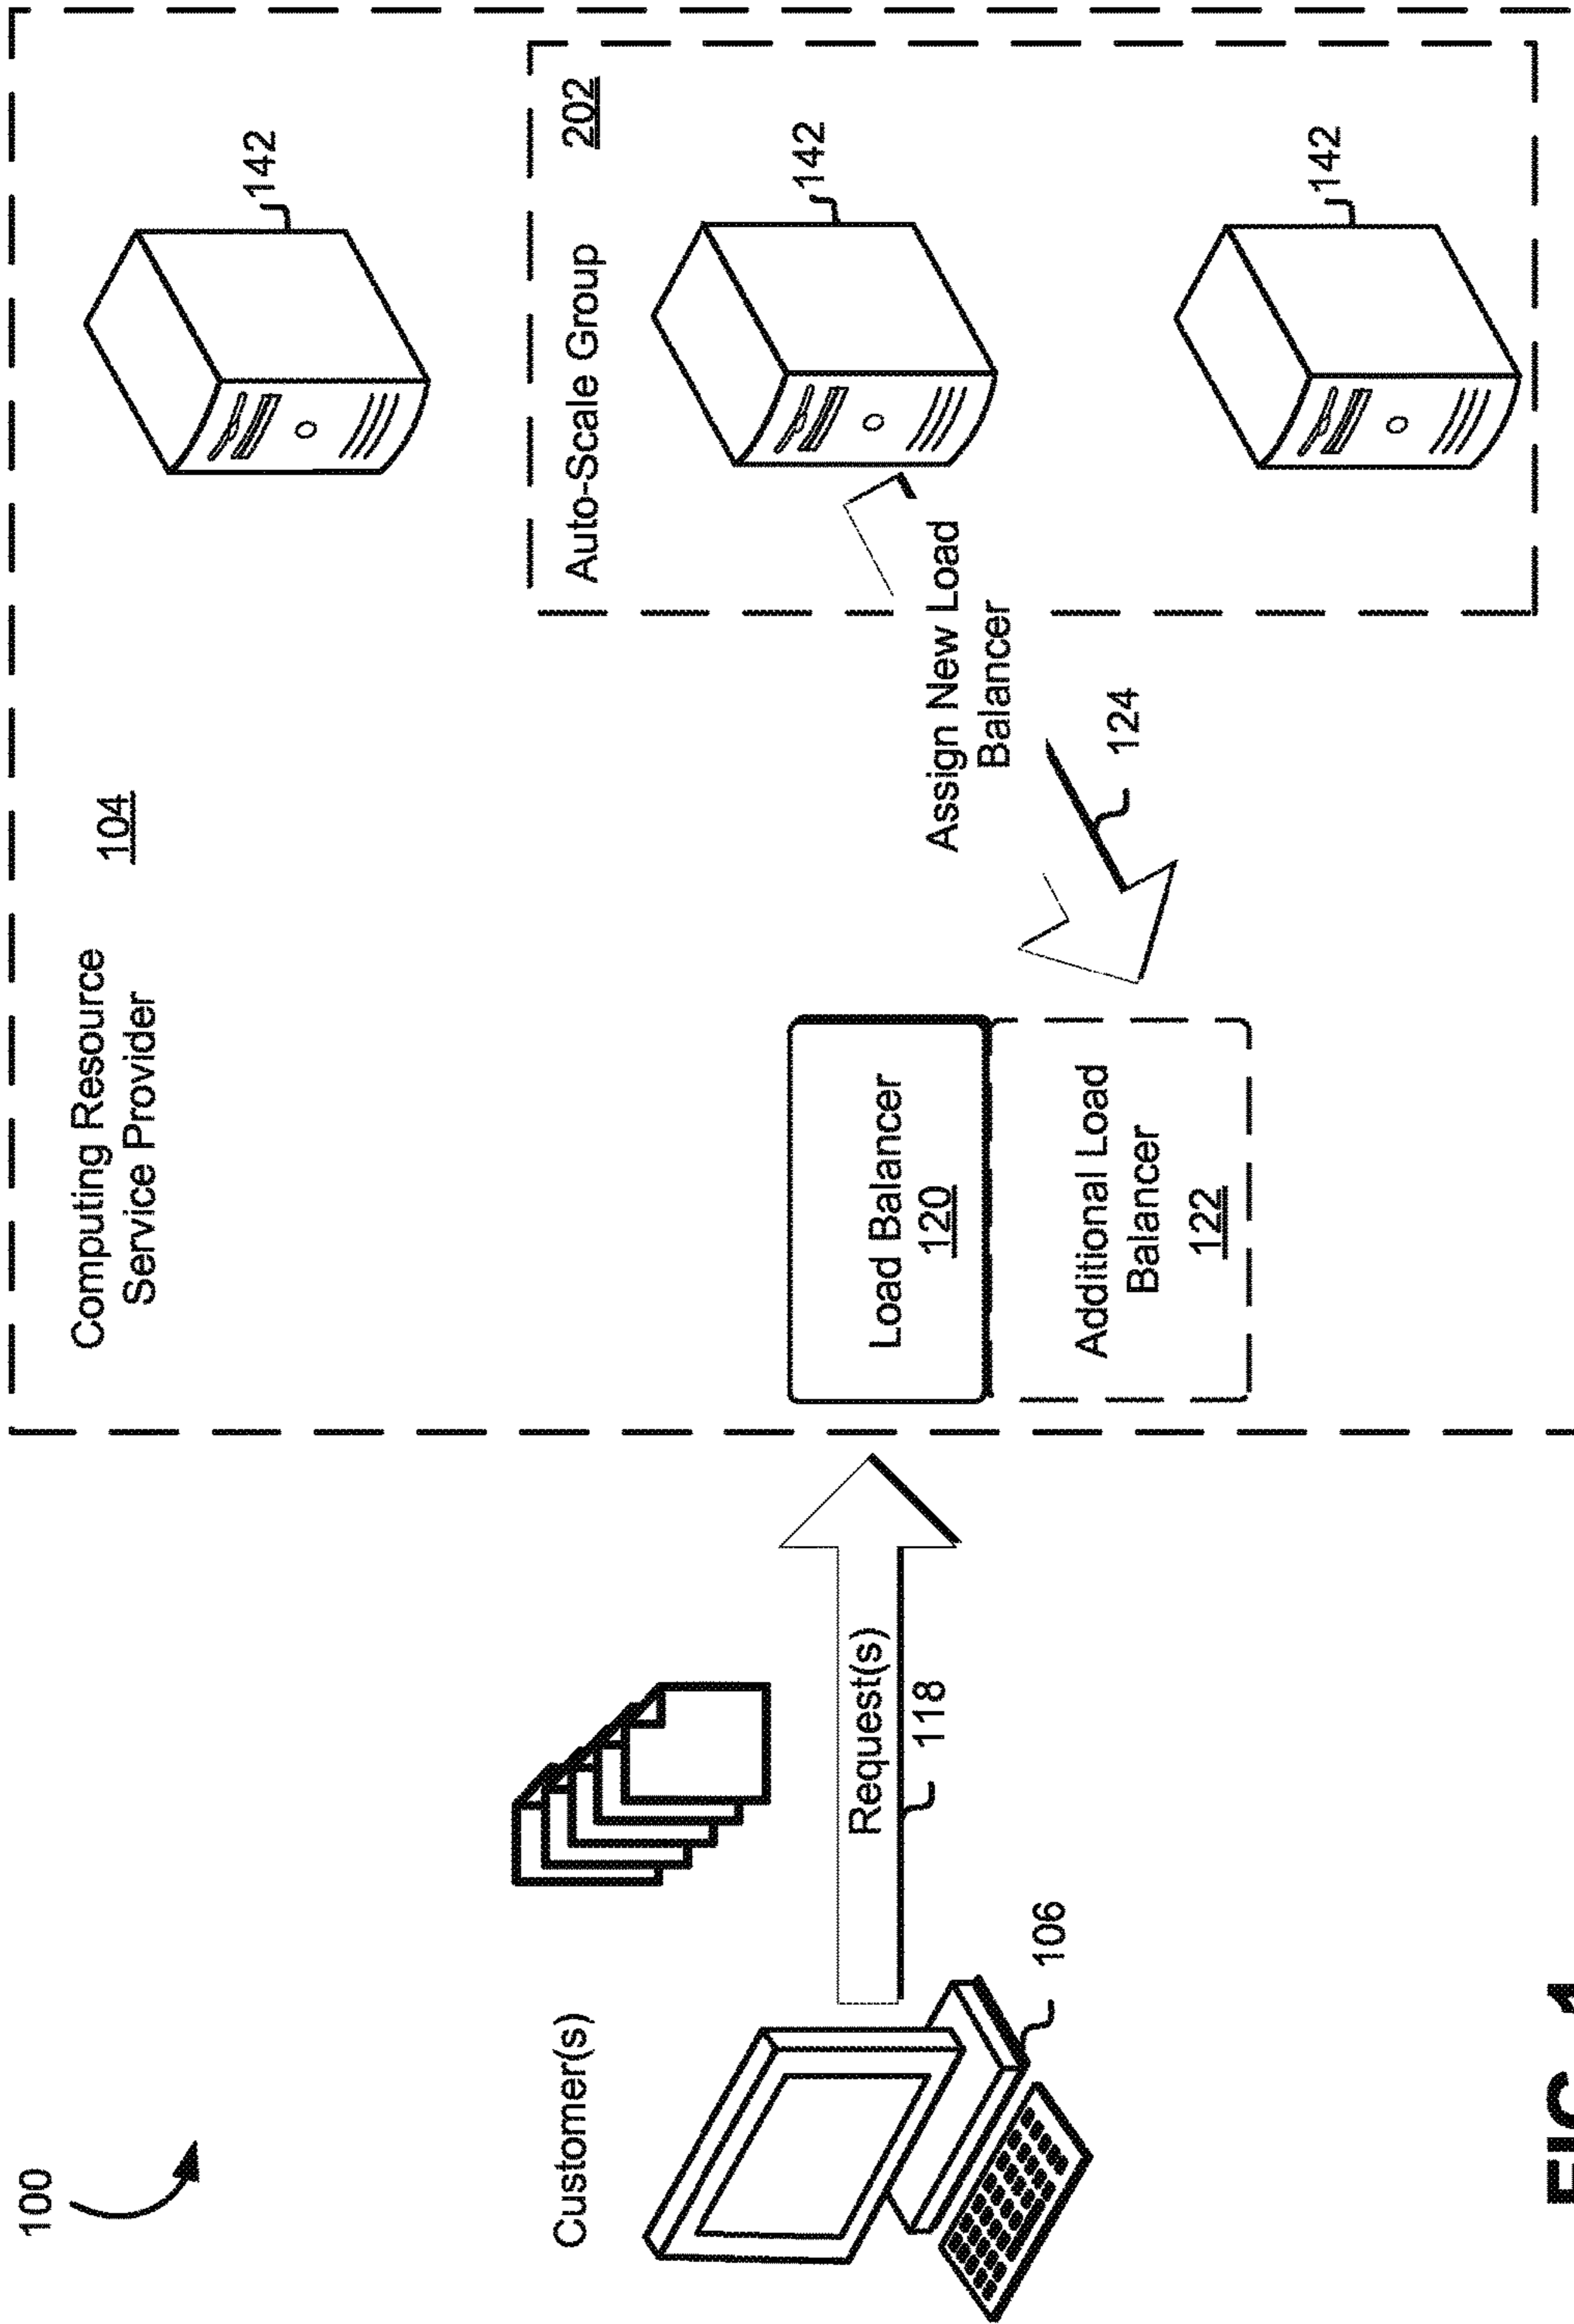 100
Computing Resource
Service Provider
104
142
Auto-Scale Group
202
142
142
Customer(s)
Request(s)
118
106
Load Balancer
120
Additional Load
Balancer
122
Assign New Load
Balancer
124